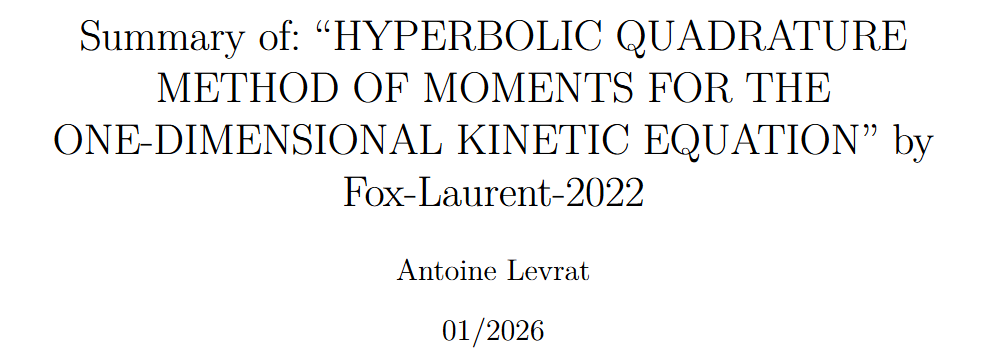 Summary of: “HYPERBOLIC QUADRATURE
METHOD OF MOMENTS FOR THE
ONE-DIMENSIONAL KINETIC EQUATION” by
Fox-Laurent-2022
Antoine Levrat
01/2026